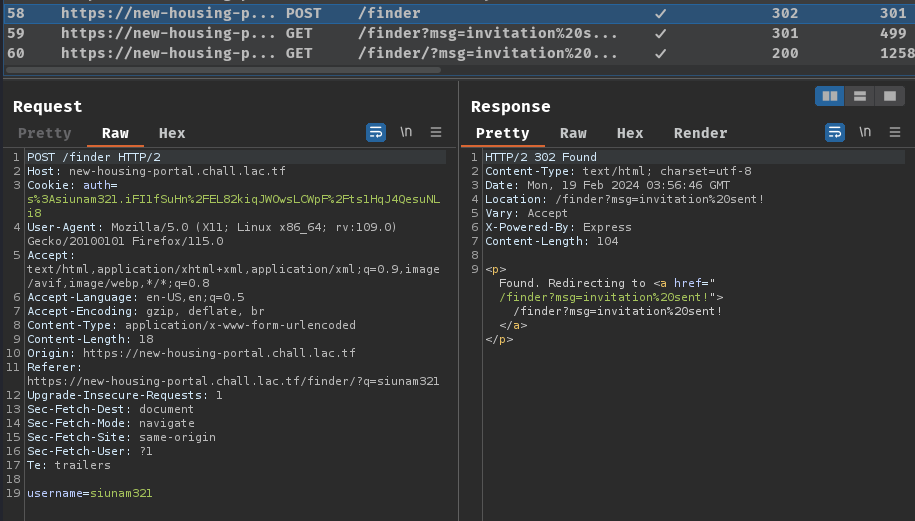 58 https://new-housing-p... POST /finder ✓ 302 301
59 https://new-housing-p... GET /finder?msg=invitation%20s... ✓ 301 499
60 https://new-housing-p... GET /finder/?msg=invitation%20... ✓ 200 1258
Request
Pretty Raw Hex \n
1 POST /finder HTTP/2
2 Host: new-housing-portal.chall.lac.tf
3 Cookie: auth=
s%3Asiunam321.iFI1fSuHn%2FEL82kiqJWOwsLCWpF%2Fts1HqJ4QesuNL
i8
4 User-Agent: Mozilla/5.0 (X11; Linux x86_64; rv:109.0)
Gecko/20100101 Firefox/115.0
5 Accept:
text/html,application/xhtml+xml,application/xml;q=0.9,image
/avif,image/webp,*/*;q=0.8
6 Accept-Language: en-US,en;q=0.5
7 Accept-Encoding: gzip, deflate, br
8 Content-Type: application/x-www-form-urlencoded
9 Content-Length: 18
10 Origin: https://new-housing-portal.chall.lac.tf
11 Referer:
https://new-housing-portal.chall.lac.tf/finder/?q=siunam321
12 Upgrade-Insecure-Requests: 1
13 Sec-Fetch-Dest: document
14 Sec-Fetch-Mode: navigate
15 Sec-Fetch-Site: same-origin
16 Sec-Fetch-User: ?1
17 Te: trailers
18
19 username=siunam321
Response
Pretty Raw Hex Render \n
1 HTTP/2 302 Found
2 Content-Type: text/html; charset=utf-8
3 Date: Mon, 19 Feb 2024 03:56:46 GMT
4 Location: /finder?msg=invitation%20sent!
5 Vary: Accept
6 X-Powered-By: Express
7 Content-Length: 104
8
9 <p>
Found. Redirecting to <a href="
/finder?msg=invitation%20sent!">
/finder?msg=invitation%20sent!
</a>
</p>